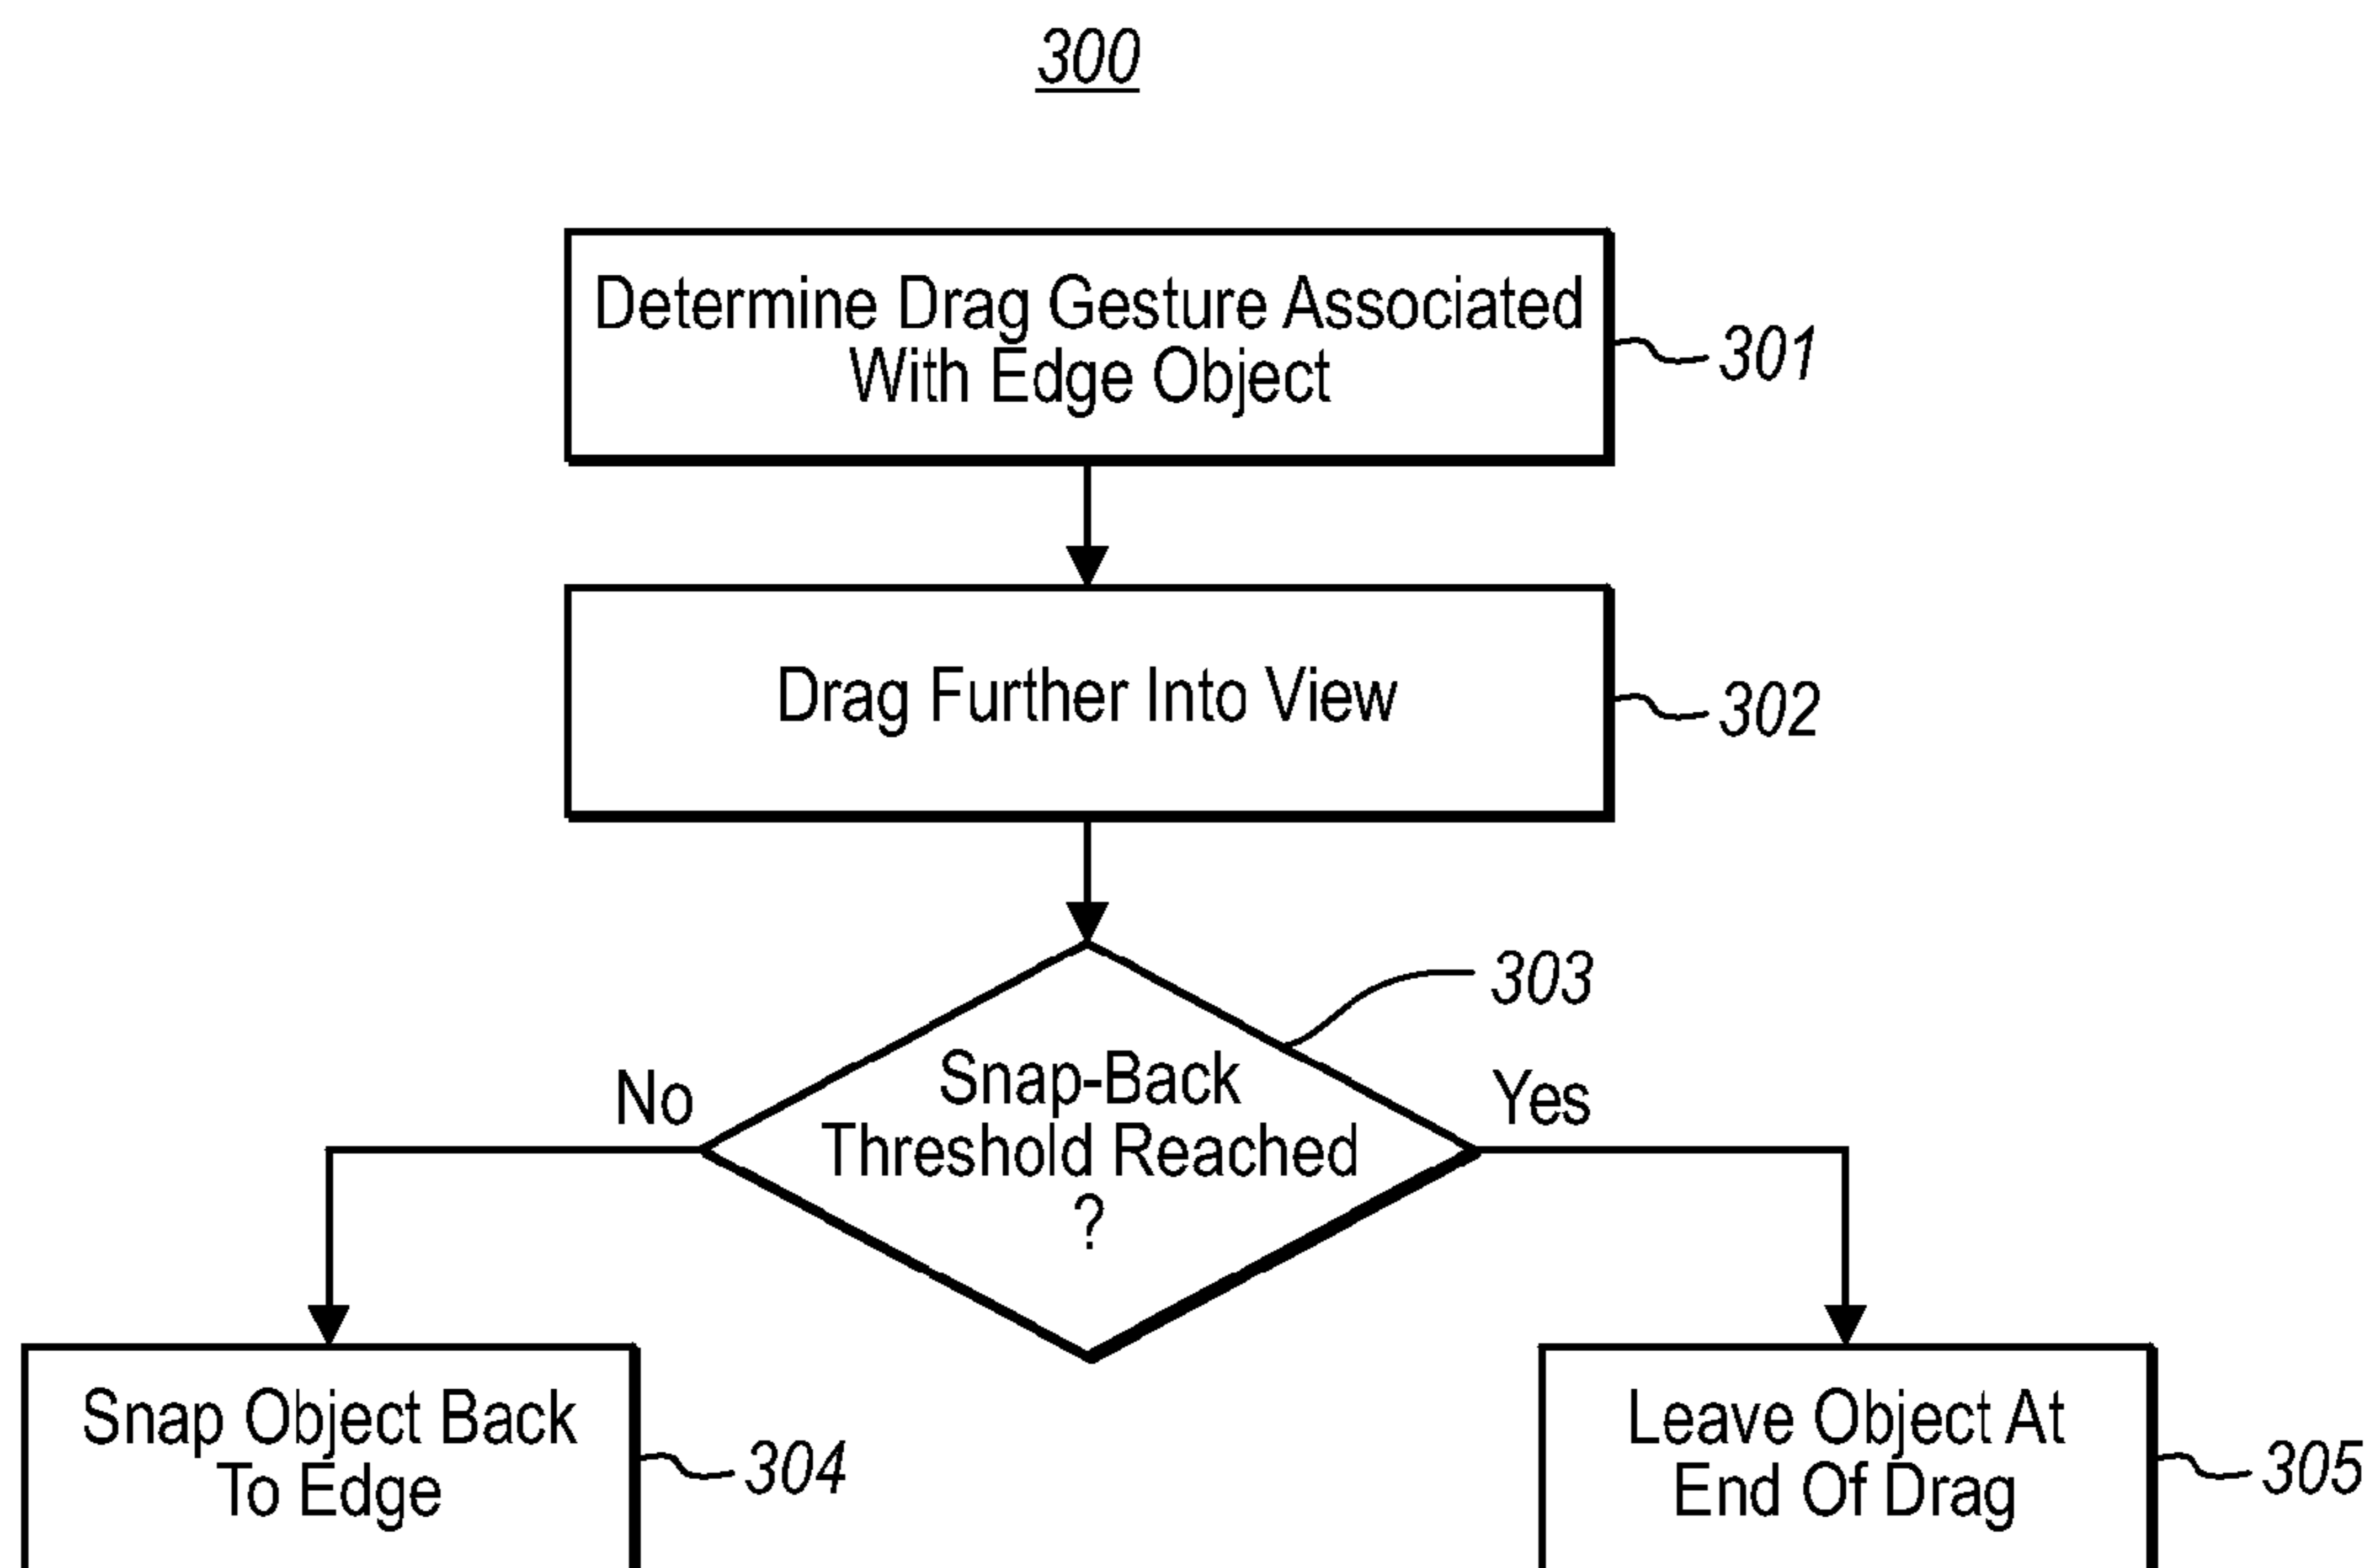 300
Determine Drag Gesture Associated
With Edge Object
301
Drag Further Into View
302
303
No
Snap-Back
Threshold Reached
?
Yes
Snap Object Back
To Edge
304
Leave Object At
End Of Drag
305